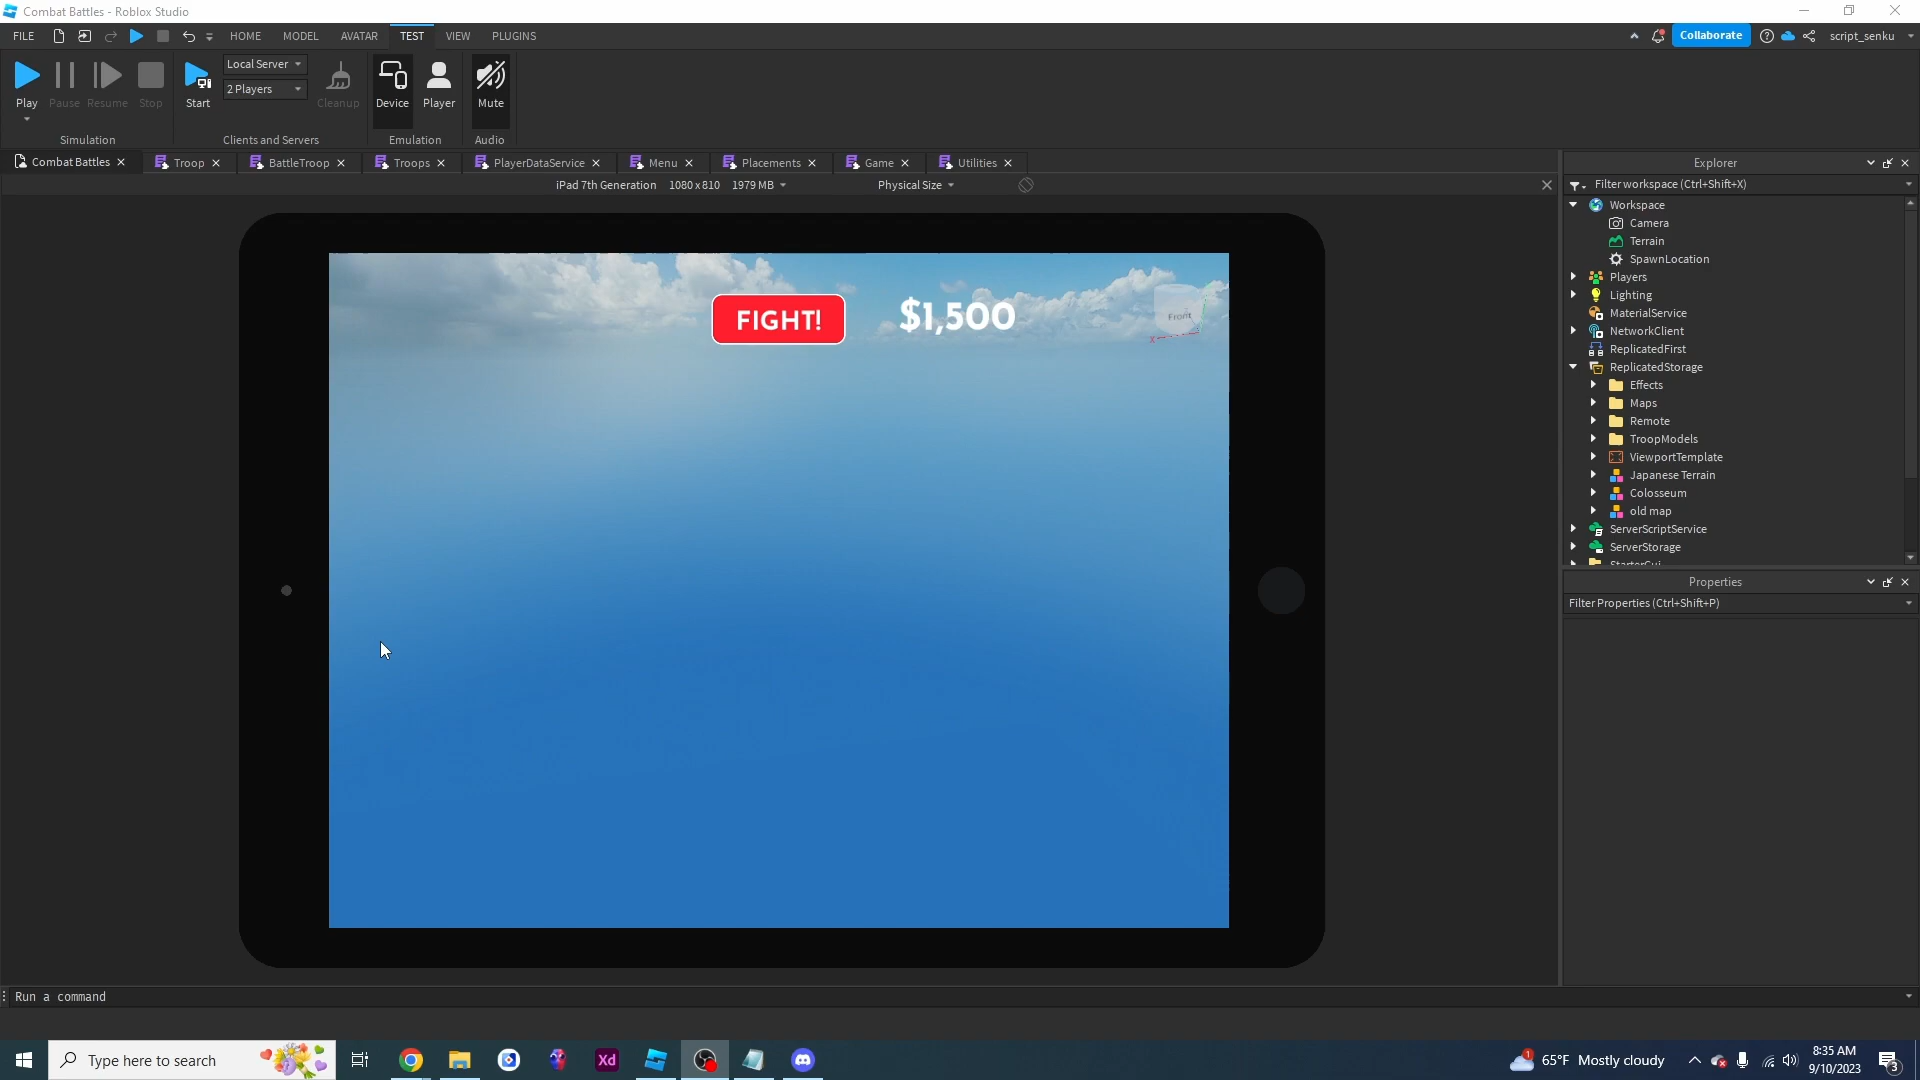 Combat Battles - Roblox Studio
FILE HOME MODEL AVATAR TEST VIEW PLUGINS Collaborate script_senku
Local Server
2 Players
Play Pause Resume Stop Start Cleanup Device Player Mute
Simulation Clients and Servers Emulation Audio
Combat Battles Troop BattleTroop Troops PlayerDataService Menu Placements Game Utilities
iPad 7th Generation 1080 x 810 1979 MB Physical Size
FIGHT!
$1,500
Front
X
Explorer
Filter workspace (Ctrl+Shift+X)
Workspace
Camera
Terrain
SpawnLocation
Players
Lighting
MaterialService
NetworkClient
ReplicatedFirst
ReplicatedStorage
Effects
Maps
Remote
TroopModels
ViewportTemplate
Japanese Terrain
Colosseum
old map
ServerScriptService
ServerStorage
StarterGui
Properties
Filter Properties (Ctrl+Shift+P)
Run a command
Type here to search
Xd
1
65°F Mostly cloudy
8:35 AM
9/10/2023
3